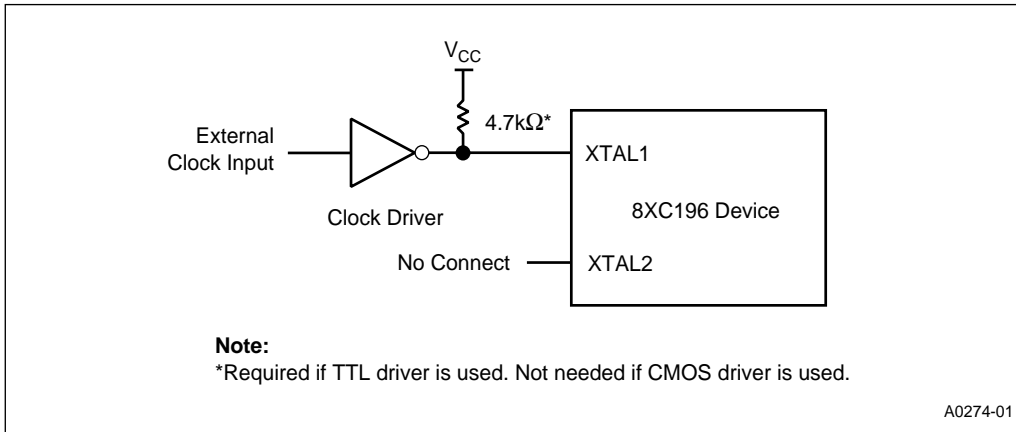 VCC
4.7kΩ*
External
Clock Input
XTAL1
8XC196 Device
Clock Driver
No Connect
XTAL2
Note:
*Required if TTL driver is used. Not needed if CMOS driver is used.
A0274-01